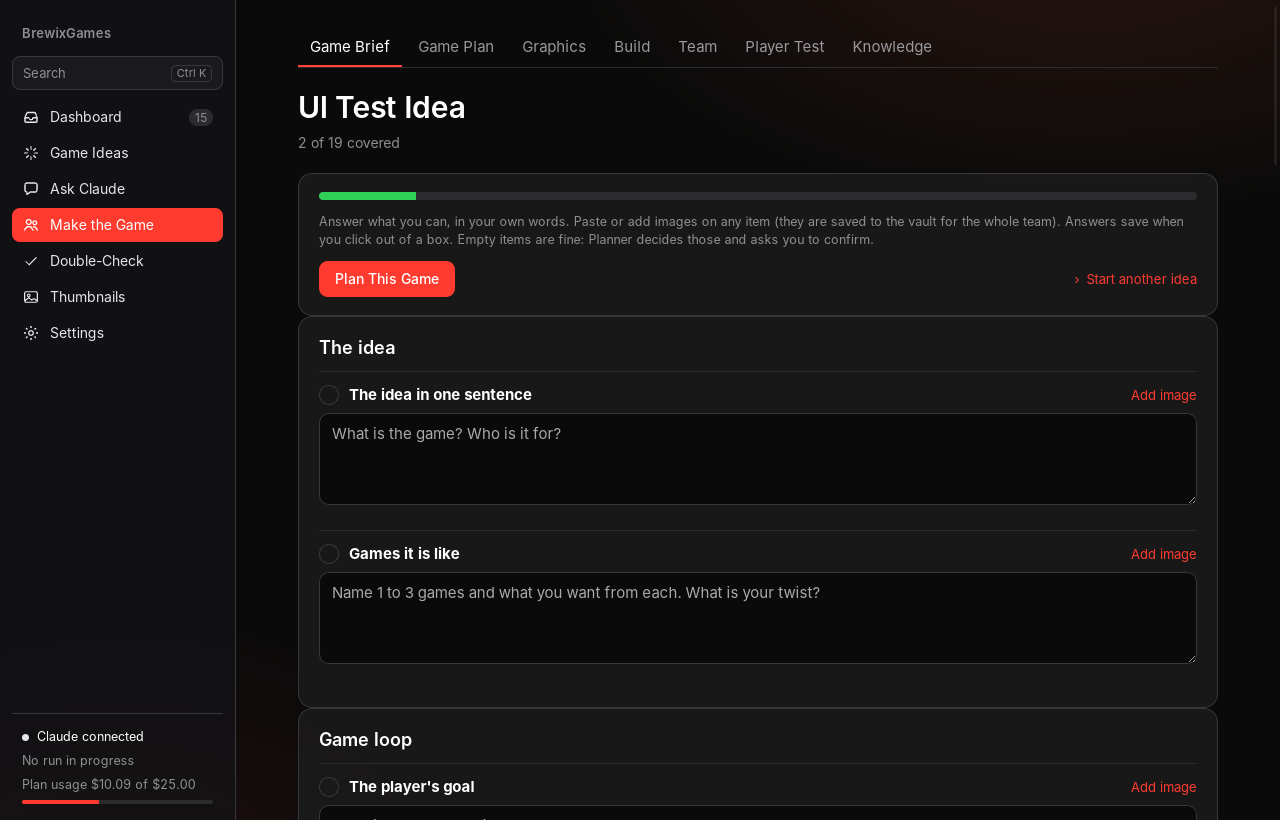 BrewixGames
Search
Ctrl K
Dashboard
15
Game Ideas
Ask Claude
Make the Game
Double-Check
Thumbnails
Settings
Claude connected
No run in progress
Plan usage $10.09 of $25.00
Game Brief
Game Plan
Graphics
Build
Team
Player Test
Knowledge
UI Test Idea
2 of 19 covered
Answer what you can, in your own words. Paste or add images on any item (they are saved to the vault for the whole team). Answers save when
you click out of a box. Empty items are fine: Planner decides those and asks you to confirm.
Plan This Game
› Start another idea
The idea
The idea in one sentence
Add image
What is the game? Who is it for?
Games it is like
Add image
Name 1 to 3 games and what you want from each. What is your twist?
Game loop
The player's goal
Add image